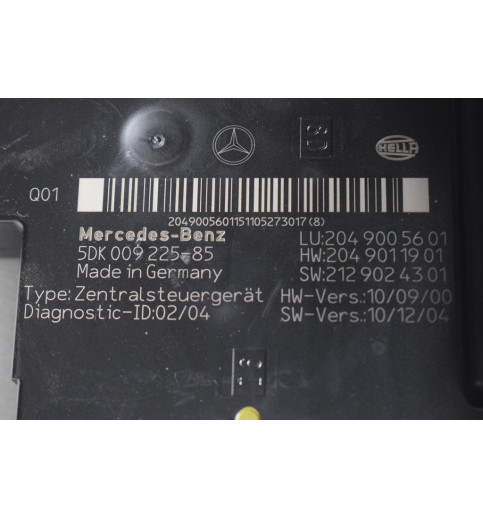 HELLA
Q01
2049005601151105273017(8)
Mercedes-Benz LU:204 900 56 01
5DK 009 225-85 HW:204 901 19 01
Made in Germany SW:212 902 43 01
Type:Zentralsteuergerät HW-Vers.:10/09/00
Diagnostic-ID:02/04 SW-Vers.:10/12/04